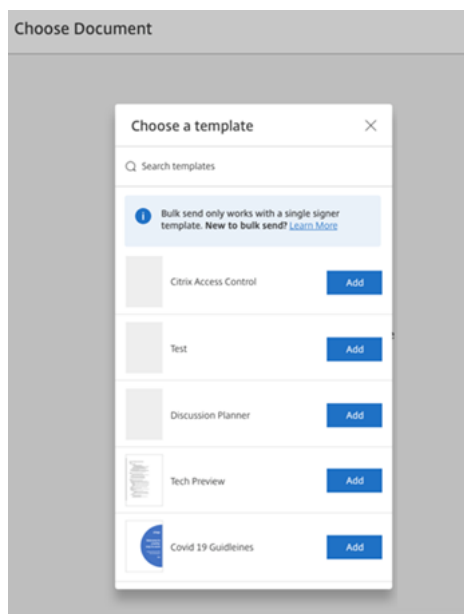 Choose Document
Choose a template
Search templates
Bulk send only works with a single signer
template. New to bulk send? Learn More
Citrix Access Control
Add
Test
Add
Discussion Planner
Add
Tech Preview
Add
Covid 19 Guidleines
Add